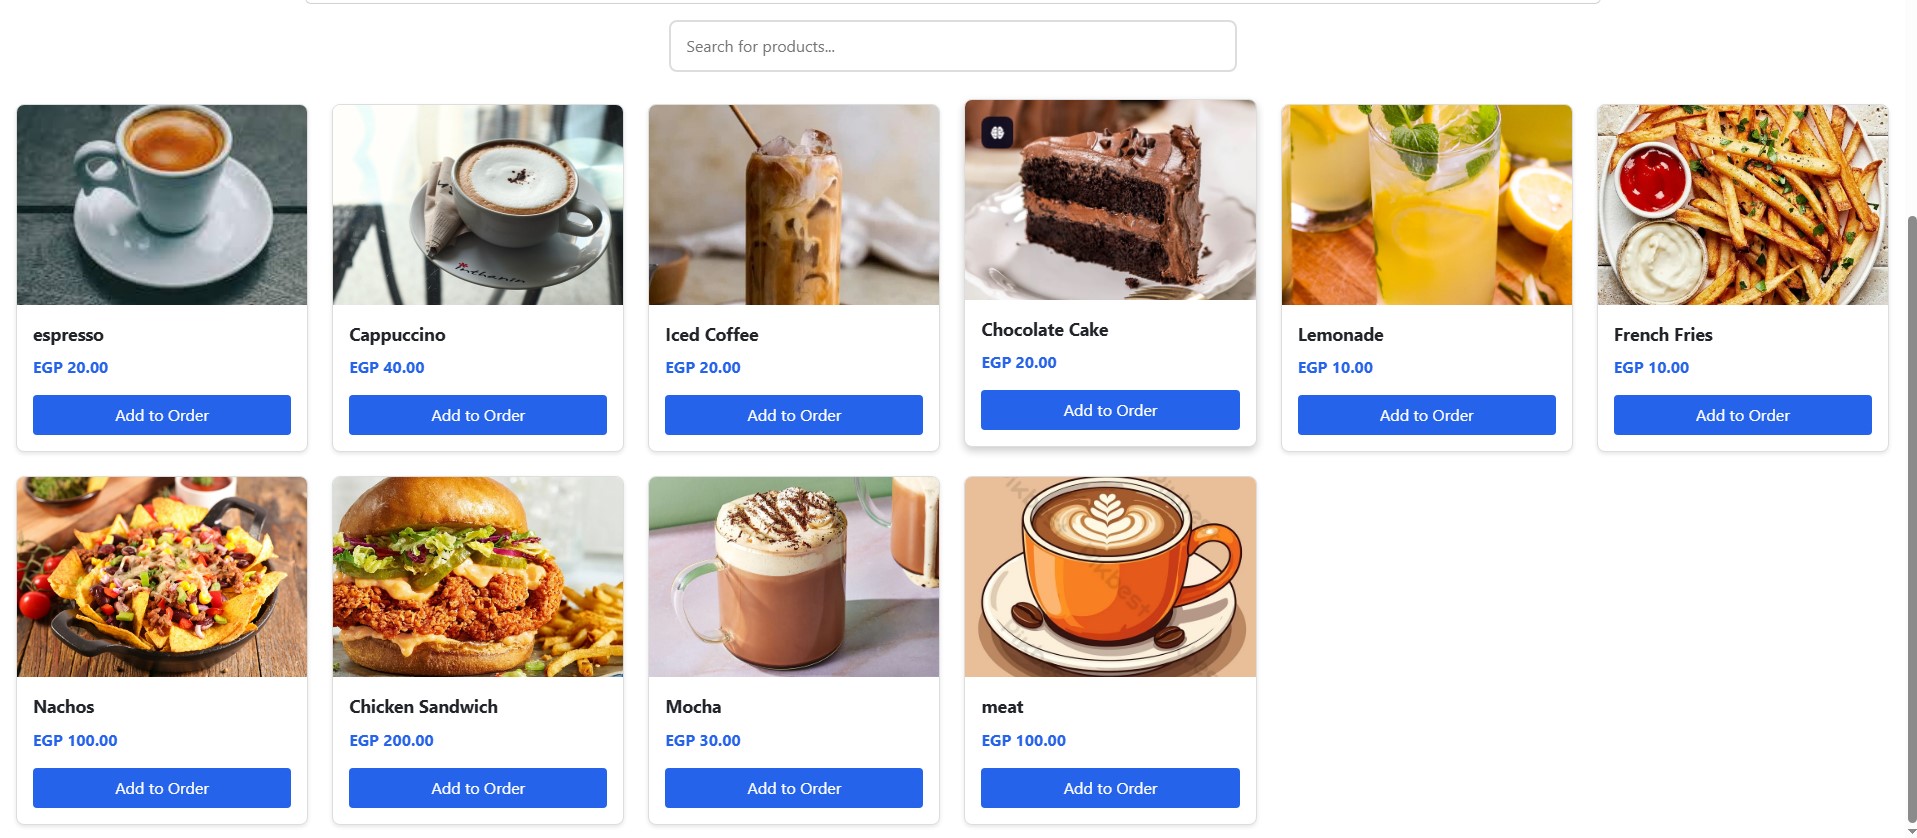 Search for products...
espresso
EGP 20.00
Add to Order
Cappuccino
EGP 40.00
Add to Order
Iced Coffee
EGP 20.00
Add to Order
Chocolate Cake
EGP 20.00
Add to Order
Lemonade
EGP 10.00
Add to Order
French Fries
EGP 10.00
Add to Order
Nachos
EGP 100.00
Add to Order
Chicken Sandwich
EGP 200.00
Add to Order
Mocha
EGP 30.00
Add to Order
meat
EGP 100.00
Add to Order